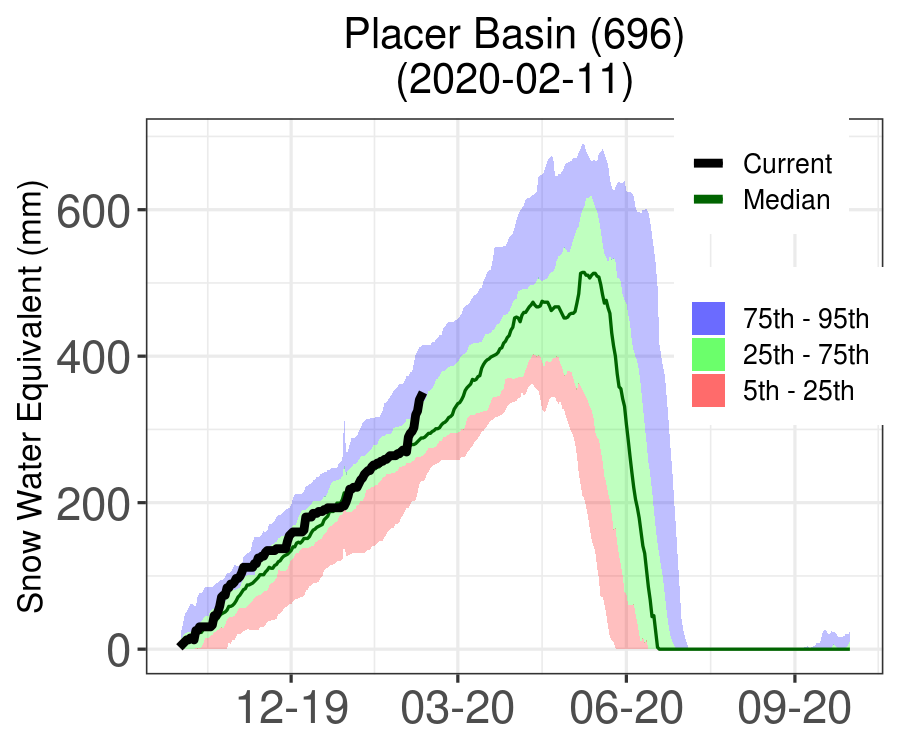 Placer Basin (696)
(2020-02-11)
Snow Water Equivalent (mm)
600
400
200
0
12-19
03-20
06-20
09-20
Current
Median
75th - 95th
25th - 75th
5th - 25th